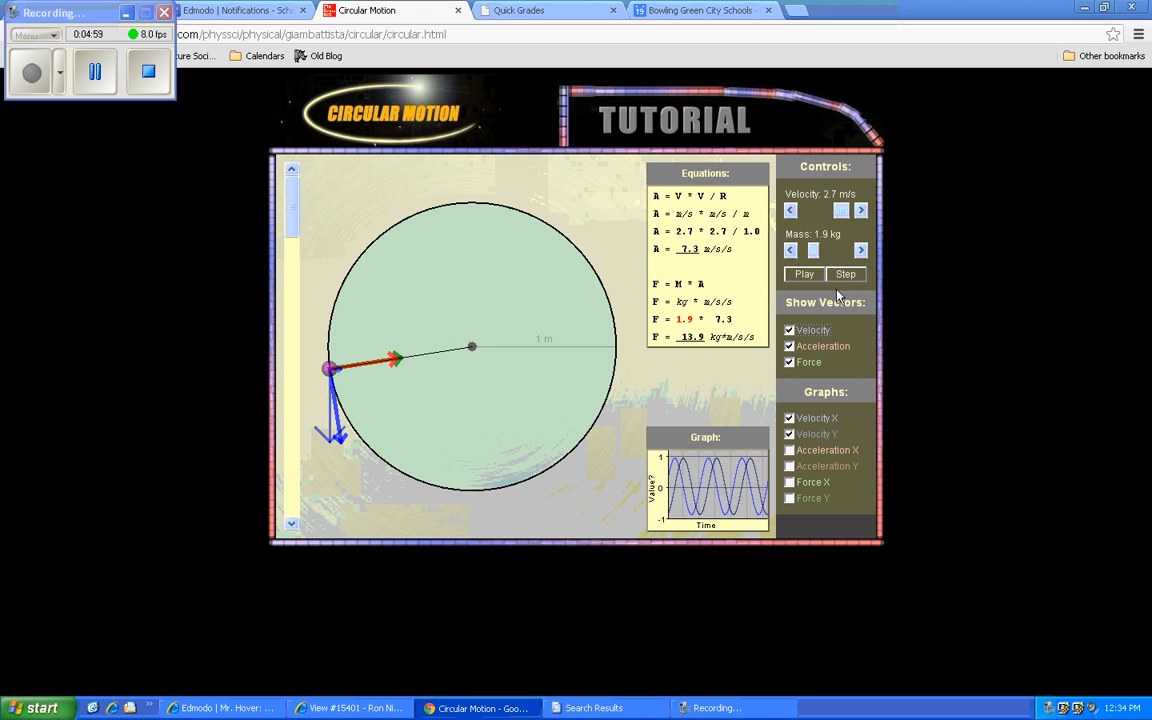 Recording...
Menu
0:04:59
8.0 fps
Edmodo | Notifications - Sch
Circular Motion
Quick Grades
Bowling Green City Schools -
.com/physsci/physical/giambattista/circular/circular.html
ture Soci...
Calendars
Old Blog
Other bookmarks
CIRCULAR MOTION
TUTORIAL
Equations:
A = V * V / R
A = m/s * m/s / m
A = 2.7 * 2.7 / 1.0
A = 7.3 m/s/s
F = M * A
F = kg * m/s/s
F = 1.9 * 7.3
F = 13.9 kg*m/s/s
1 m
Graph:
1
0
-1
Value?
Time
Controls:
Velocity: 2.7 m/s
Mass: 1.9 kg
Play
Step
Show Vectors:
Velocity
Acceleration
Force
Graphs:
Velocity X
Velocity Y
Acceleration X
Acceleration Y
Force X
Force Y
start
Edmodo | Mr. Hover: ...
View #15401 - Ron Ni...
Circular Motion - Goo...
Search Results
Recording...
12:34 PM